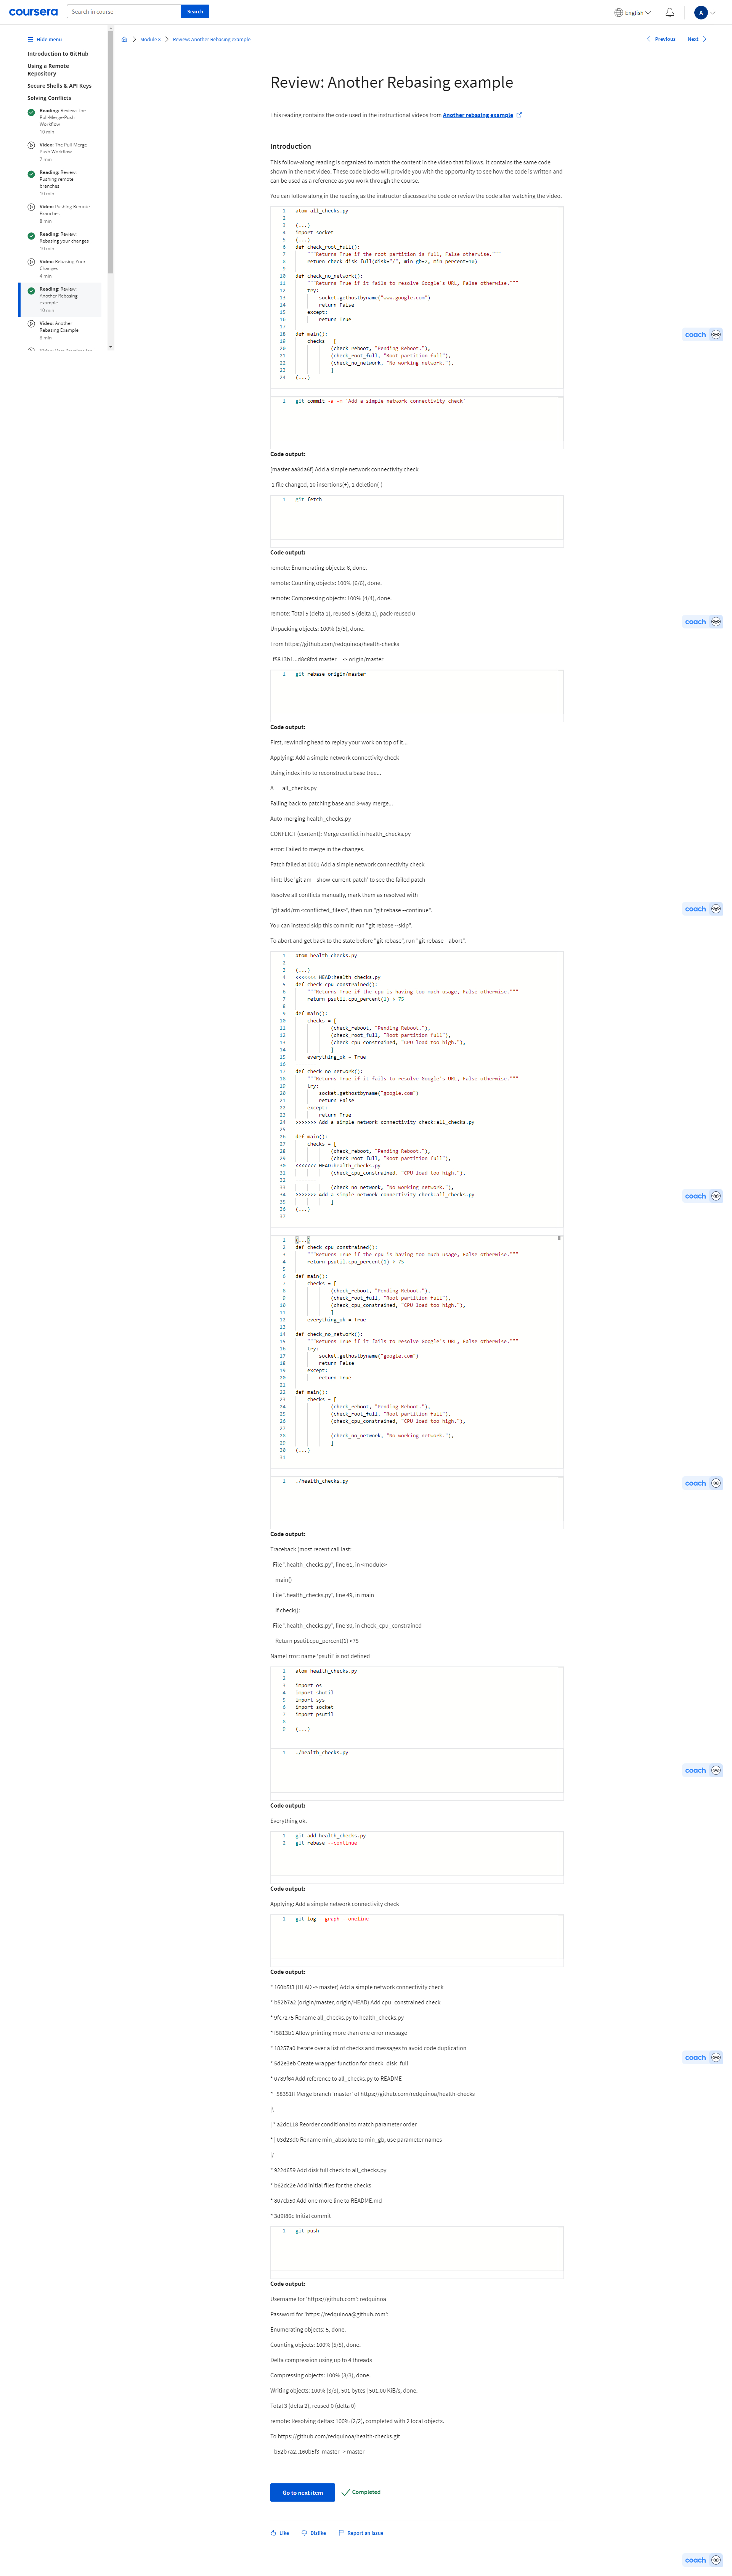 coursera
Search in course
Search
English
A
Hide menu
Module 3
Review: Another Rebasing example
Previous
Next
Introduction to GitHub
Using a Remote
Repository
Secure Shells & API Keys
Solving Conflicts
Reading: Review: The
Pull-Merge-Push
Workflow
10 min
Video: The Pull-Merge-
Push Workflow
7 min
Reading: Review:
Pushing remote
branches
10 min
Video: Pushing Remote
Branches
6 min
Reading: Review:
Rebasing your changes
10 min
Video: Rebasing Your
Changes
4 min
Reading: Review:
Another Rebasing
example
10 min
Video: Another
Rebasing Example
8 min
Review: Another Rebasing example
This reading contains the code used in the instructional videos from Another rebasing example
Introduction
This follow-along reading is organized to match the content in the video that follows. It contains the same code
shown in the next video. These code blocks will provide you with the opportunity to see how the code is written and
can be used as a reference as you work through the course.
You can follow along in the reading as the instructor discusses the code or review the code after watching the video.
1 atom all_checks.py
2
3 (...)
4 import socket
5 (...)
6 def check_root_full():
7 """Returns True if the root partition is full, False otherwise."""
8 return check_disk_full(disk="/", min_gb=2, min_percent=10)
9
10 def check_no_network():
11 """Returns True if it fails to resolve Google's URL, False otherwise."""
12 try:
13 socket.gethostbyname("www.google.com")
14 return False
15 except:
16 return True
17
18 def main():
19 checks = [
20 (check_reboot, "Pending Reboot."),
21 (check_root_full, "Root partition full"),
22 (check_no_network, "No working network."),
23 ]
24 (...)
coach
1 git commit -a -m 'Add a simple network connectivity check'
Code output:
[master aa8da6f] Add a simple network connectivity check
1 file changed, 10 insertions(+), 1 deletion(-)
1 git fetch
Code output:
remote: Enumerating objects: 6, done.
remote: Counting objects: 100% (6/6), done.
remote: Compressing objects: 100% (4/4), done.
remote: Total 5 (delta 1), reused 5 (delta 1), pack-reused 0
coach
Unpacking objects: 100% (5/5), done.
From https://github.com/redquinoa/health-checks
f5813b1...d8c8fcd master -> origin/master
1 git rebase origin/master
Code output:
First, rewinding head to replay your work on top of it...
Applying: Add a simple network connectivity check
Using index info to reconstruct a base tree...
A all_checks.py
Falling back to patching base and 3-way merge...
Auto-merging health_checks.py
CONFLICT (content): Merge conflict in health_checks.py
error: Failed to merge in the changes.
Patch failed at 0001 Add a simple network connectivity check
hint: Use 'git am --show-current-patch' to see the failed patch
Resolve all conflicts manually, mark them as resolved with
"git add/rm <conflicted_files>", then run "git rebase --continue".
coach
You can instead skip this commit: run "git rebase --skip".
To abort and get back to the state before "git rebase", run "git rebase --abort".
1 atom health_checks.py
2
3 (...)
4 <<<<<<< HEAD:health_checks.py
5 def check_cpu_constrained():
6 """Returns True if the cpu is having too much usage, False otherwise."""
7 return psutil.cpu_percent(1) > 75
8
9 def main():
10 checks = [
11 (check_reboot, "Pending Reboot."),
12 (check_root_full, "Root partition full"),
13 (check_cpu_constrained, "CPU load too high."),
14 ]
15 everything_ok = True
16 =======
17 def check_no_network():
18 """Returns True if it fails to resolve Google's URL, False otherwise."""
19 try:
20 socket.gethostbyname("google.com")
21 return False
22 except:
23 return True
24 >>>>>>> Add a simple network connectivity check:all_checks.py
25
26 def main():
27 checks = [
28 (check_reboot, "Pending Reboot."),
29 (check_root_full, "Root partition full"),
30 <<<<<<< HEAD:health_checks.py
31 (check_cpu_constrained, "CPU load too high."),
32 =======
33 (check_no_network, "No working network."),
34 >>>>>>> Add a simple network connectivity check:all_checks.py
35 ]
36 (...)
37
coach
1 (...)
2 def check_cpu_constrained():
3 """Returns True if the cpu is having too much usage, False otherwise."""
4 return psutil.cpu_percent(1) > 75
5
6 def main():
7 checks = [
8 (check_reboot, "Pending Reboot."),
9 (check_root_full, "Root partition full"),
10 (check_cpu_constrained, "CPU load too high."),
11 ]
12 everything_ok = True
13
14 def check_no_network():
15 """Returns True if it fails to resolve Google's URL, False otherwise."""
16 try:
17 socket.gethostbyname("google.com")
18 return False
19 except:
20 return True
21
22 def main():
23 checks = [
24 (check_reboot, "Pending Reboot."),
25 (check_root_full, "Root partition full"),
26 (check_cpu_constrained, "CPU load too high."),
27
28 (check_no_network, "No working network."),
29 ]
30 (...)
31
1 ./health_checks.py
coach
Code output:
Traceback (most recent call last:
File "./health_checks.py", line 61, in <module>
main()
File "./health_checks.py", line 49, in main
If check():
File "./health_checks.py", line 30, in check_cpu_constrained
Return psutil.cpu_percent(1) >75
NameError: name 'psutil' is not defined
1 atom health_checks.py
2
3 import os
4 import shutil
5 import sys
6 import socket
7 import psutil
8
9 (...)
1 ./health_checks.py
coach
Code output:
Everything ok.
1 git add health_checks.py
2 git rebase --continue
Code output:
Applying: Add a simple network connectivity check
1 git log --graph --oneline
Code output:
* 160b5f3 (HEAD -> master) Add a simple network connectivity check
* b52b7a2 (origin/master, origin/HEAD) Add cpu_constrained check
* 9fc7275 Rename all_checks.py to health_checks.py
* f5813b1 Allow printing more than one error message
* 18257a0 Iterate over a list of checks and messages to avoid code duplication
coach
* 5d2e3eb Create wrapper function for check_disk_full
* 0789f64 Add reference to all_checks.py to README
* 58351ff Merge branch 'master' of https://github.com/redquinoa/health-checks
|\
| * a2dc118 Reorder conditional to match parameter order
* | 03d23d0 Rename min_absolute to min_gb, use parameter names
|/
* 922d659 Add disk full check to all_checks.py
* b62dc2e Add initial files for the checks
* 807cb50 Add one more line to README.md
* 3d9f86c Initial commit
1 git push
Code output:
Username for 'https://github.com': redquinoa
Password for 'https://redquinoa@github.com':
Enumerating objects: 5, done.
Counting objects: 100% (5/5), done.
Delta compression using up to 4 threads
Compressing objects: 100% (3/3), done.
Writing objects: 100% (3/3), 501 bytes | 501.00 KiB/s, done.
Total 3 (delta 2), reused 0 (delta 0)
remote: Resolving deltas: 100% (2/2), completed with 2 local objects.
To https://github.com/redquinoa/health-checks.git
b52b7a2..160b5f3 master -> master
Go to next item
Completed
Like
Dislike
Report an issue
coach